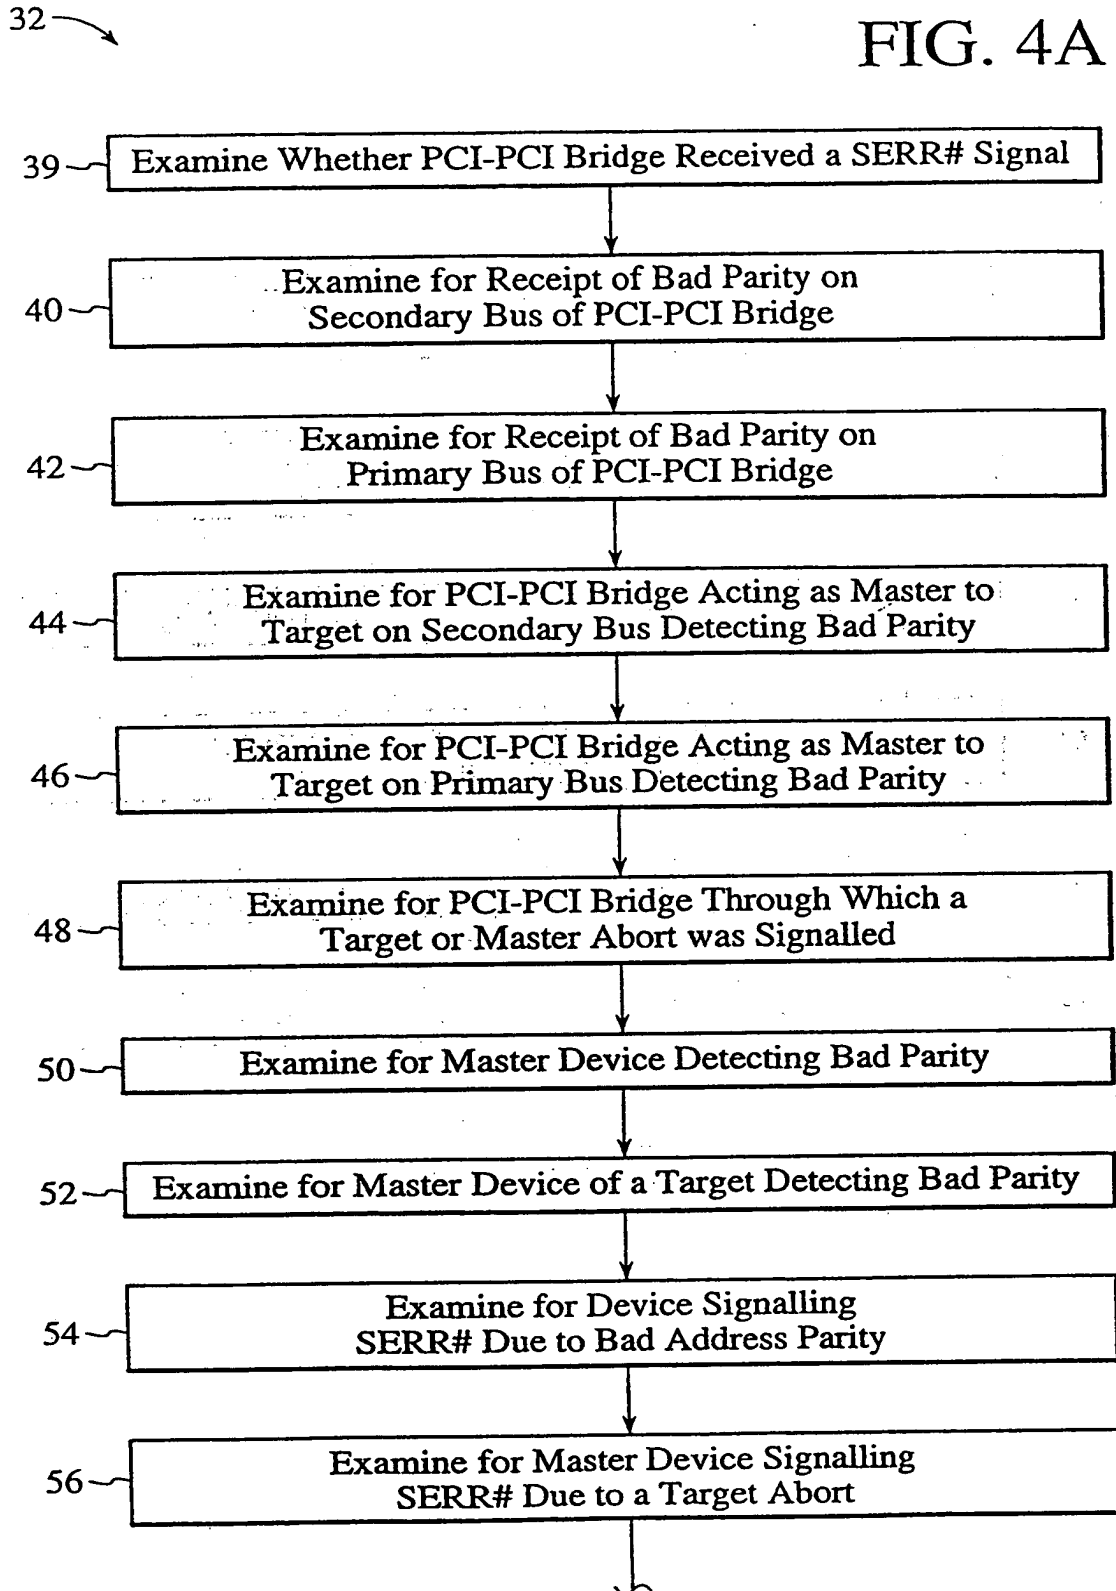 32
FIG. 4A
39
Examine Whether PCI-PCI Bridge Received a SERR# Signal
40
Examine for Receipt of Bad Parity on
Secondary Bus of PCI-PCI Bridge
42
Examine for Receipt of Bad Parity on
Primary Bus of PCI-PCI Bridge
44
Examine for PCI-PCI Bridge Acting as Master to
Target on Secondary Bus Detecting Bad Parity
46
Examine for PCI-PCI Bridge Acting as Master to
Target on Primary Bus Detecting Bad Parity
48
Examine for PCI-PCI Bridge Through Which a
Target or Master Abort was Signalled
50
Examine for Master Device Detecting Bad Parity
52
Examine for Master Device of a Target Detecting Bad Parity
54
Examine for Device Signalling
SERR# Due to Bad Address Parity
56
Examine for Master Device Signalling
SERR# Due to a Target Abort